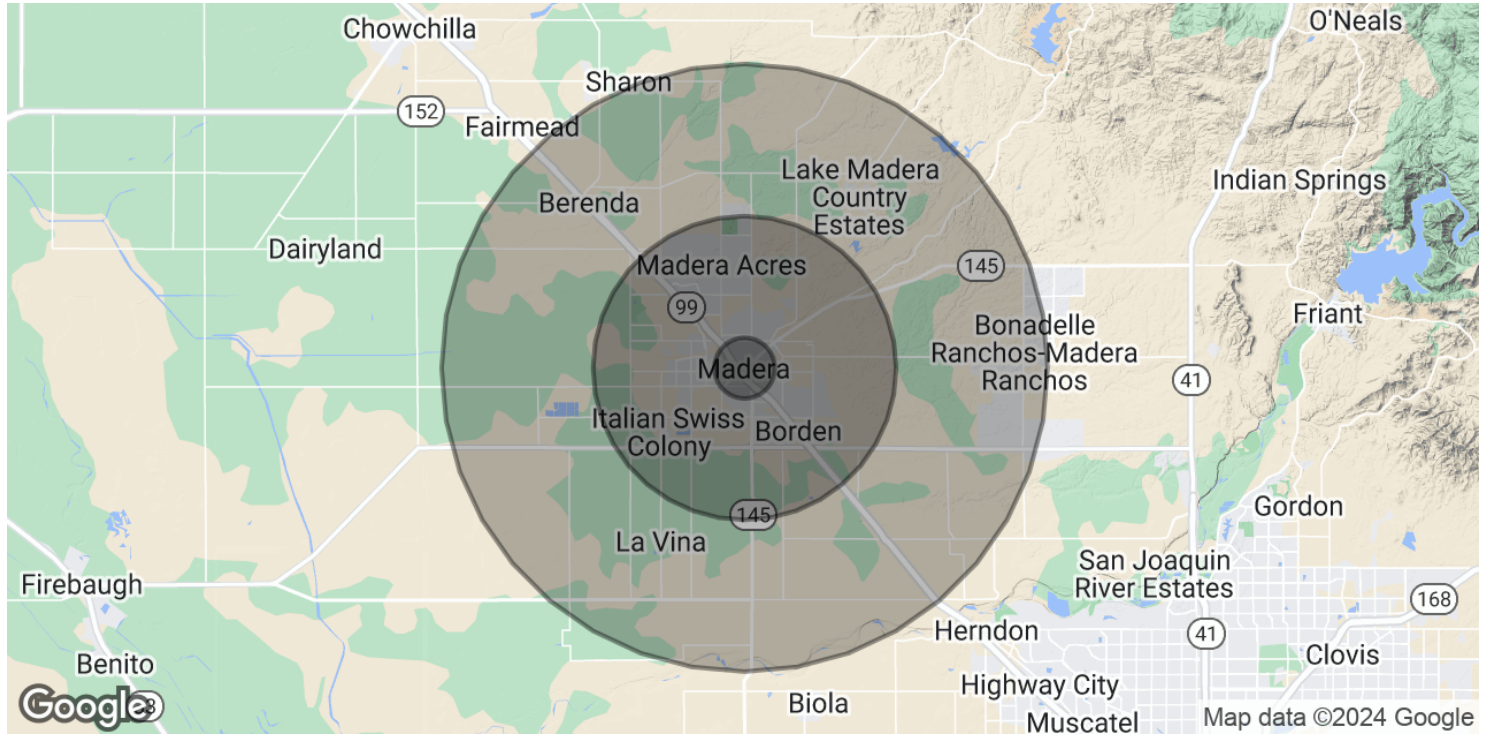 O'Neals
Chowchilla
Sharon
152
Fairmead
Lake Madera
Country
Estates
Indian Springs
Berenda
Dairyland
Madera Acres
145
99
Friant
Bonadelle
Ranchos-Madera
Ranchos
Madera
41
Italian Swiss
Colony
Borden
Gordon
145
La Vina
San Joaquin
River Estates
Firebaugh
168
Herndon
41
Benito
Clovis
Highway City
Biola
Google
Muscatel
Map data ©2024 Google